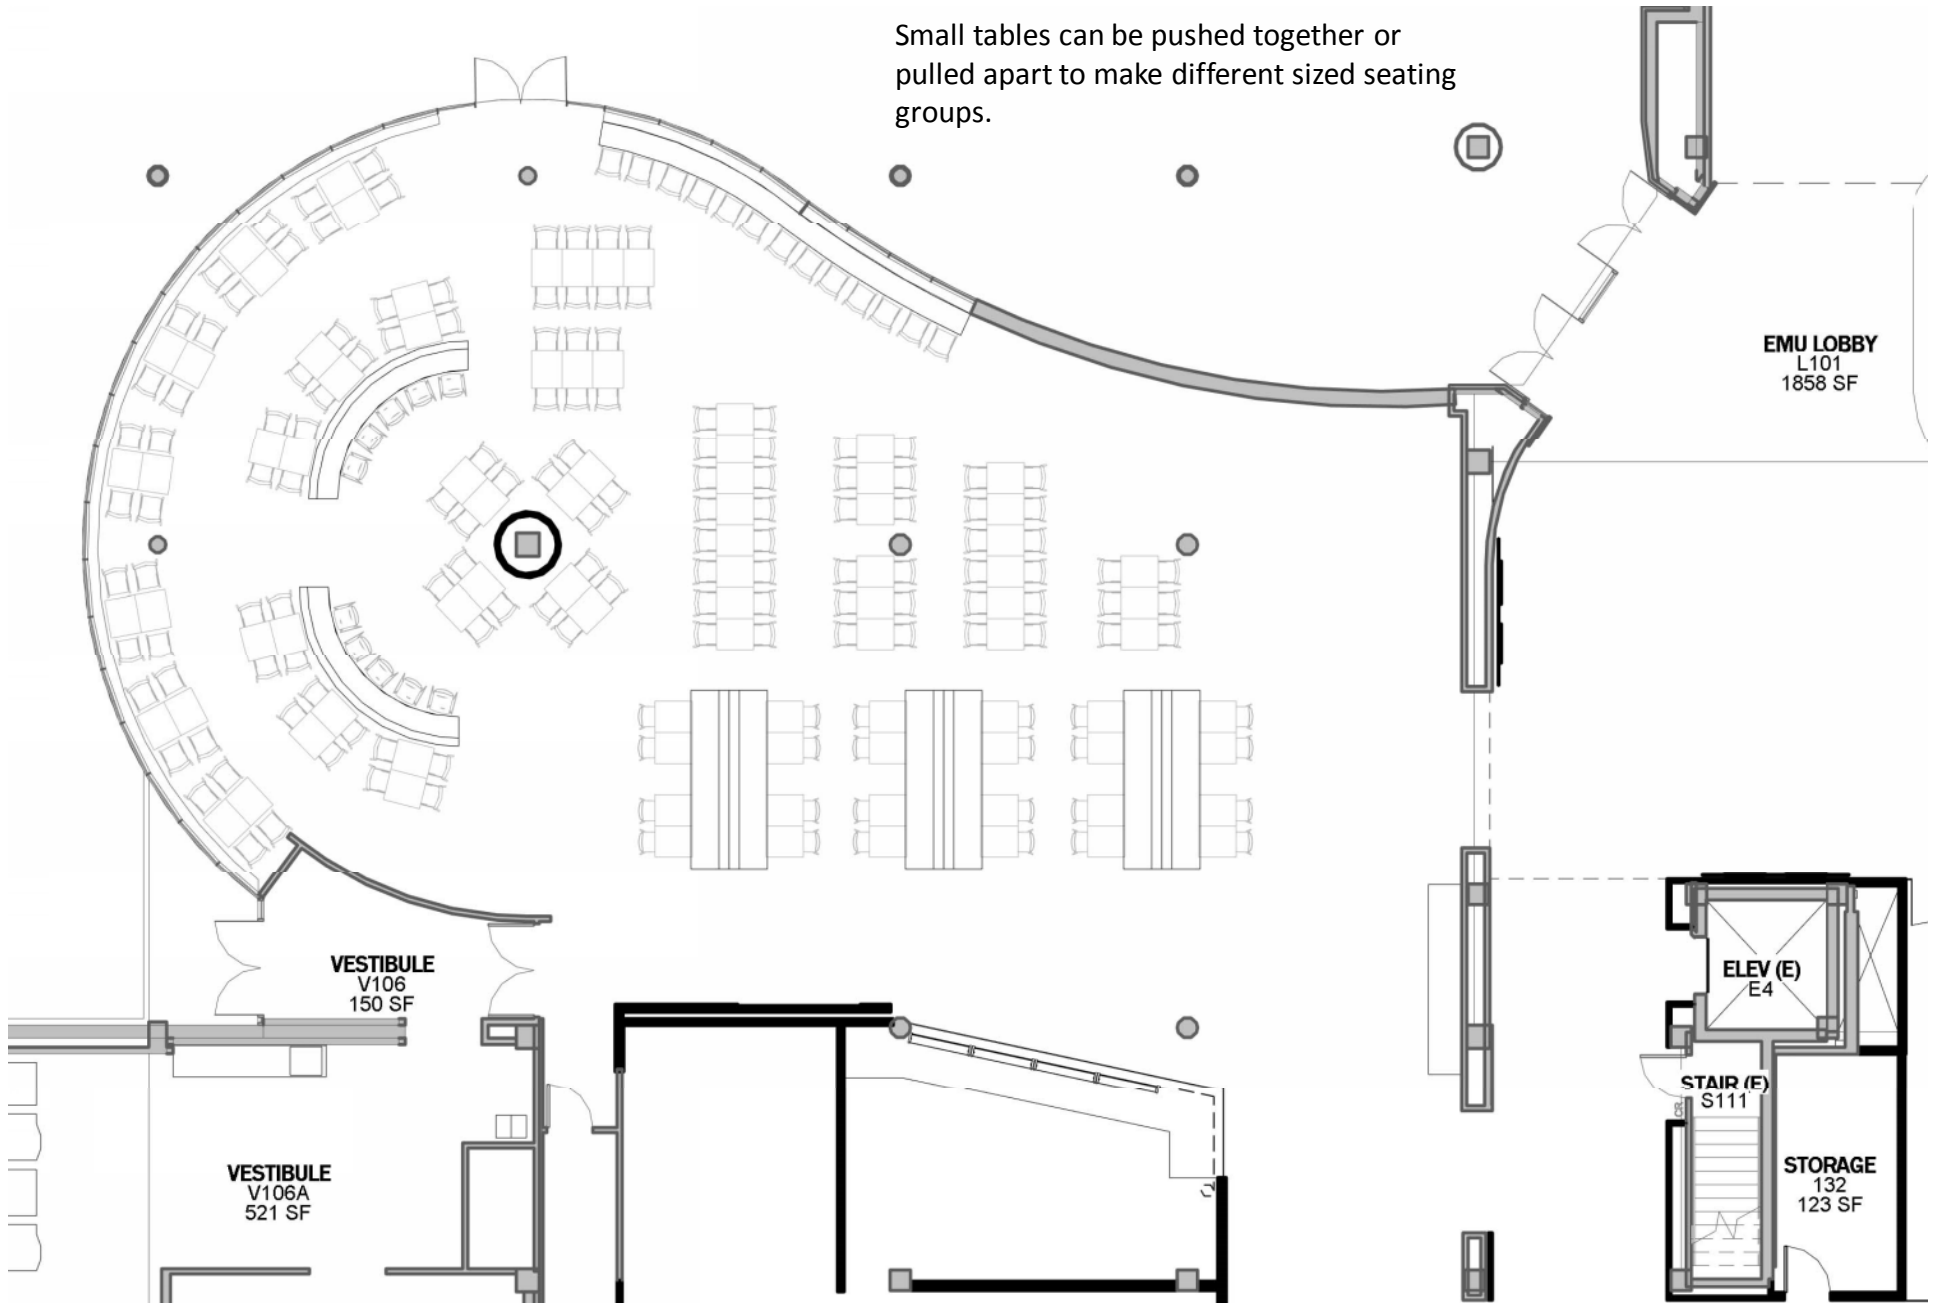 Small tables can be pushed together or
pulled apart to make different sized seating
groups.
EMU LOBBY
L101
1858 SF
VESTIBULE
V106
150 SF
ELEV (E)
E4
STAIR (E)
S111
CR
STORAGE
132
123 SF
VESTIBULE
V106A
521 SF